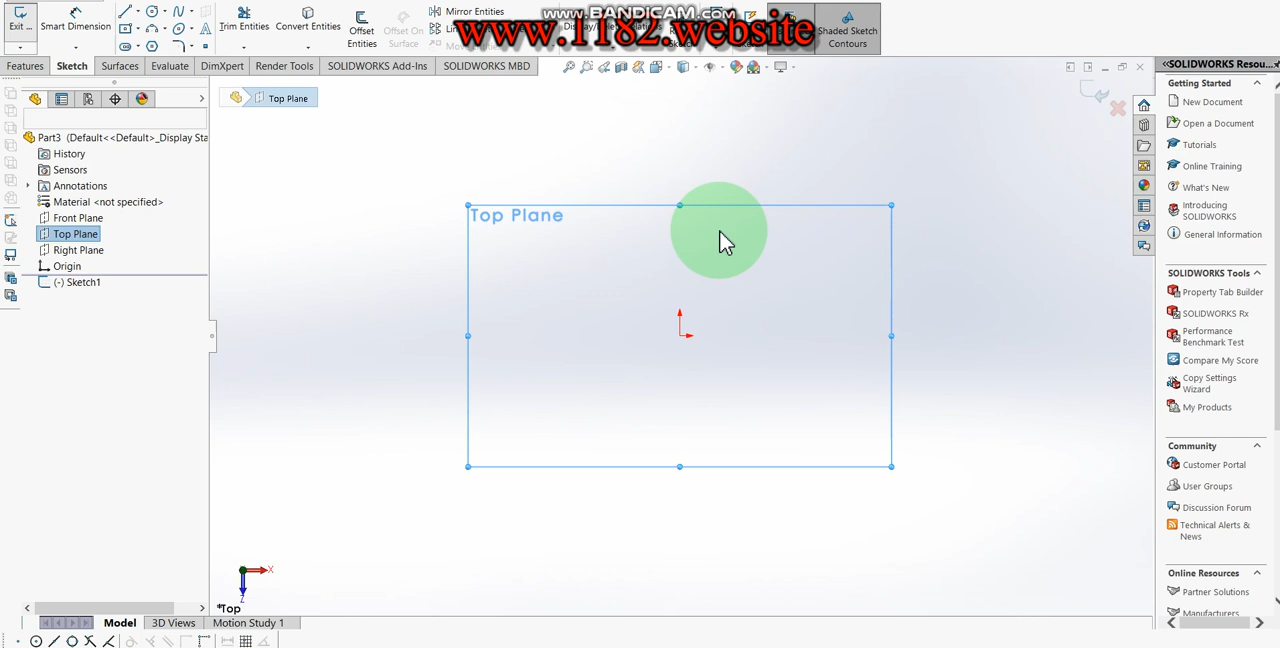 www.BANDICAM.com
www.1182.website
Exit ...
Smart Dimension
Trim Entities
Convert Entities
Offset
Entities
Offset On
Surface
Mirror Entities
Shaded Sketch
Contours
Features
Sketch
Surfaces
Evaluate
DimXpert
Render Tools
SOLIDWORKS Add-Ins
SOLIDWORKS MBD
Top Plane
Part3 (Default<<Default>_Display Sta
History
Sensors
Annotations
Material <not specified>
Front Plane
Top Plane
Right Plane
Origin
(-) Sketch1
Top Plane
X
Z
*Top
Model
3D Views
Motion Study 1
SOLIDWORKS Resou...
Getting Started
New Document
Open a Document
Tutorials
Online Training
What's New
Introducing
SOLIDWORKS
General Information
SOLIDWORKS Tools
Property Tab Builder
SOLIDWORKS Rx
Performance
Benchmark Test
Compare My Score
Copy Settings
Wizard
My Products
Community
Customer Portal
User Groups
Discussion Forum
Technical Alerts &
News
Online Resources
Partner Solutions
Manufacturers